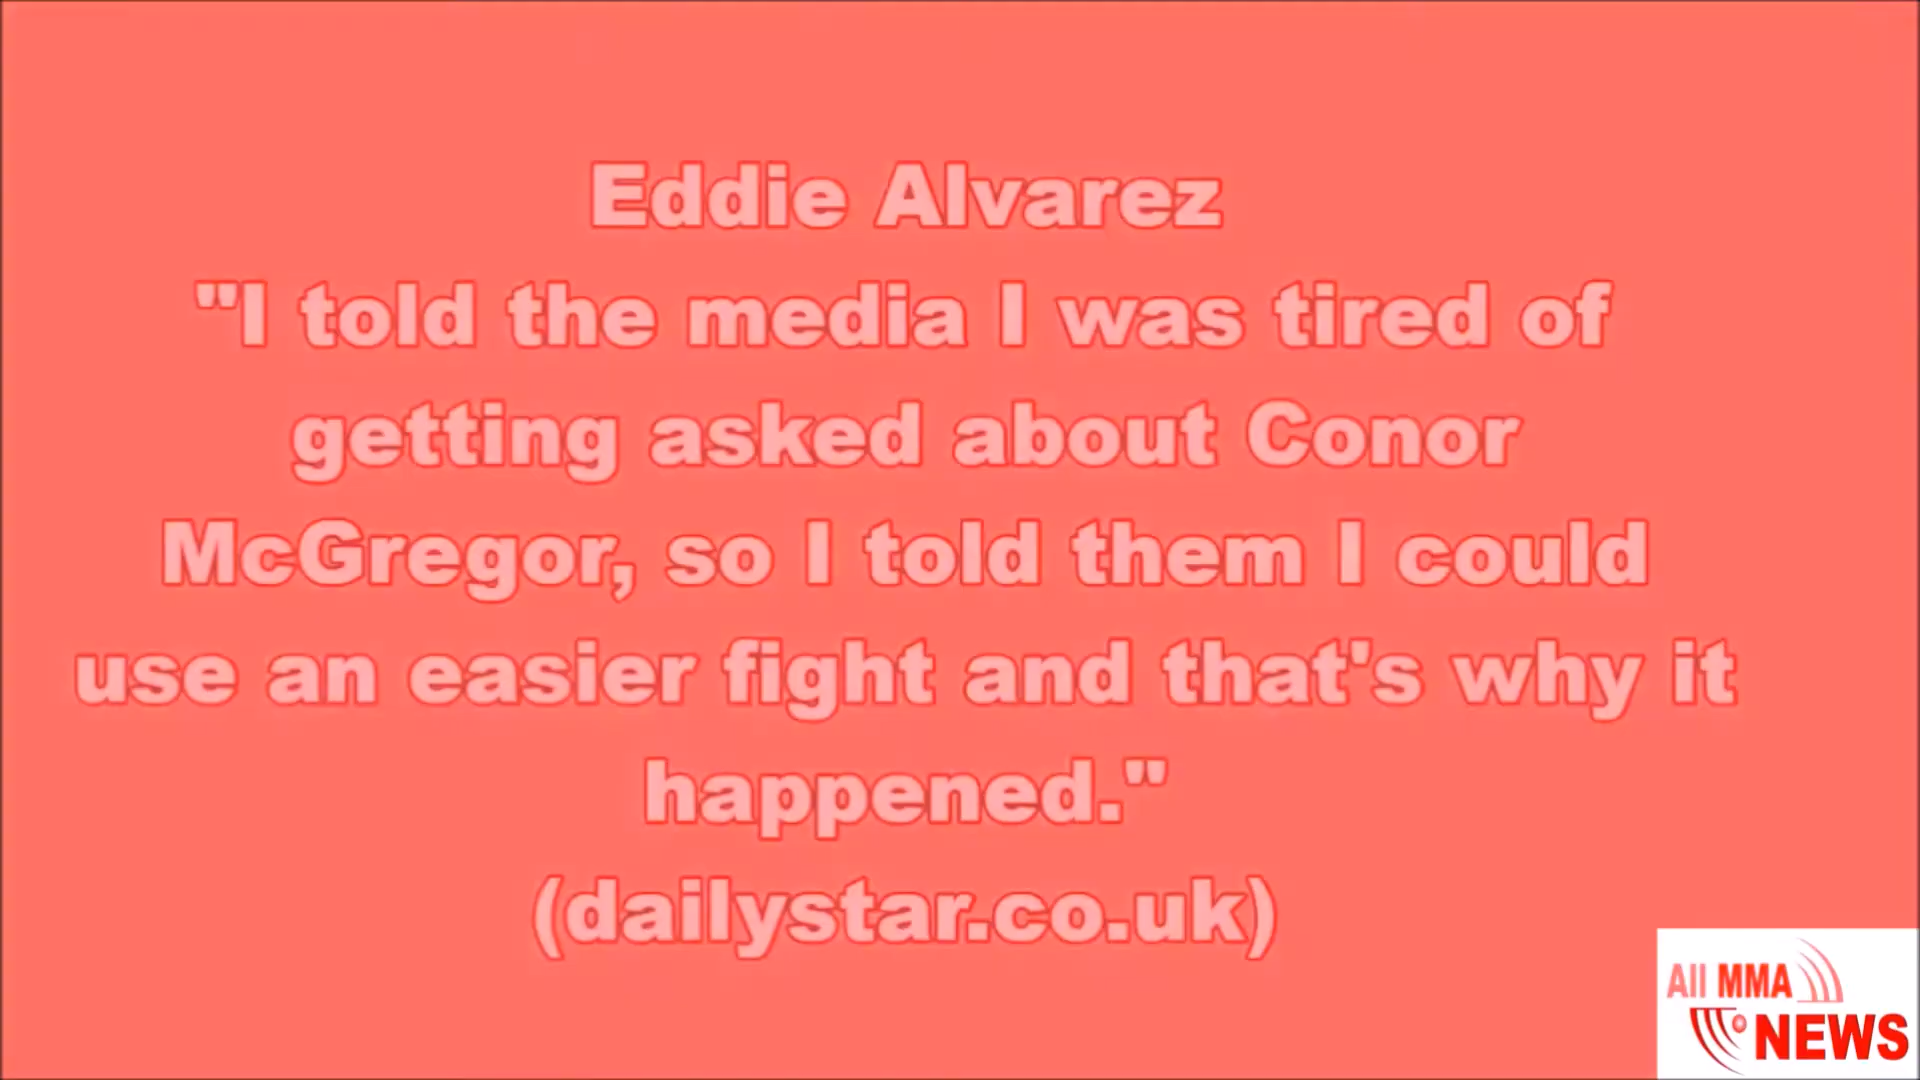 Eddie Alvarez
"I told the media I was tired of
getting asked about Conor
McGregor, so I told them I could
use an easier fight and that's why it
happened."
(dailystar.co.uk)
All MMA
NEWS